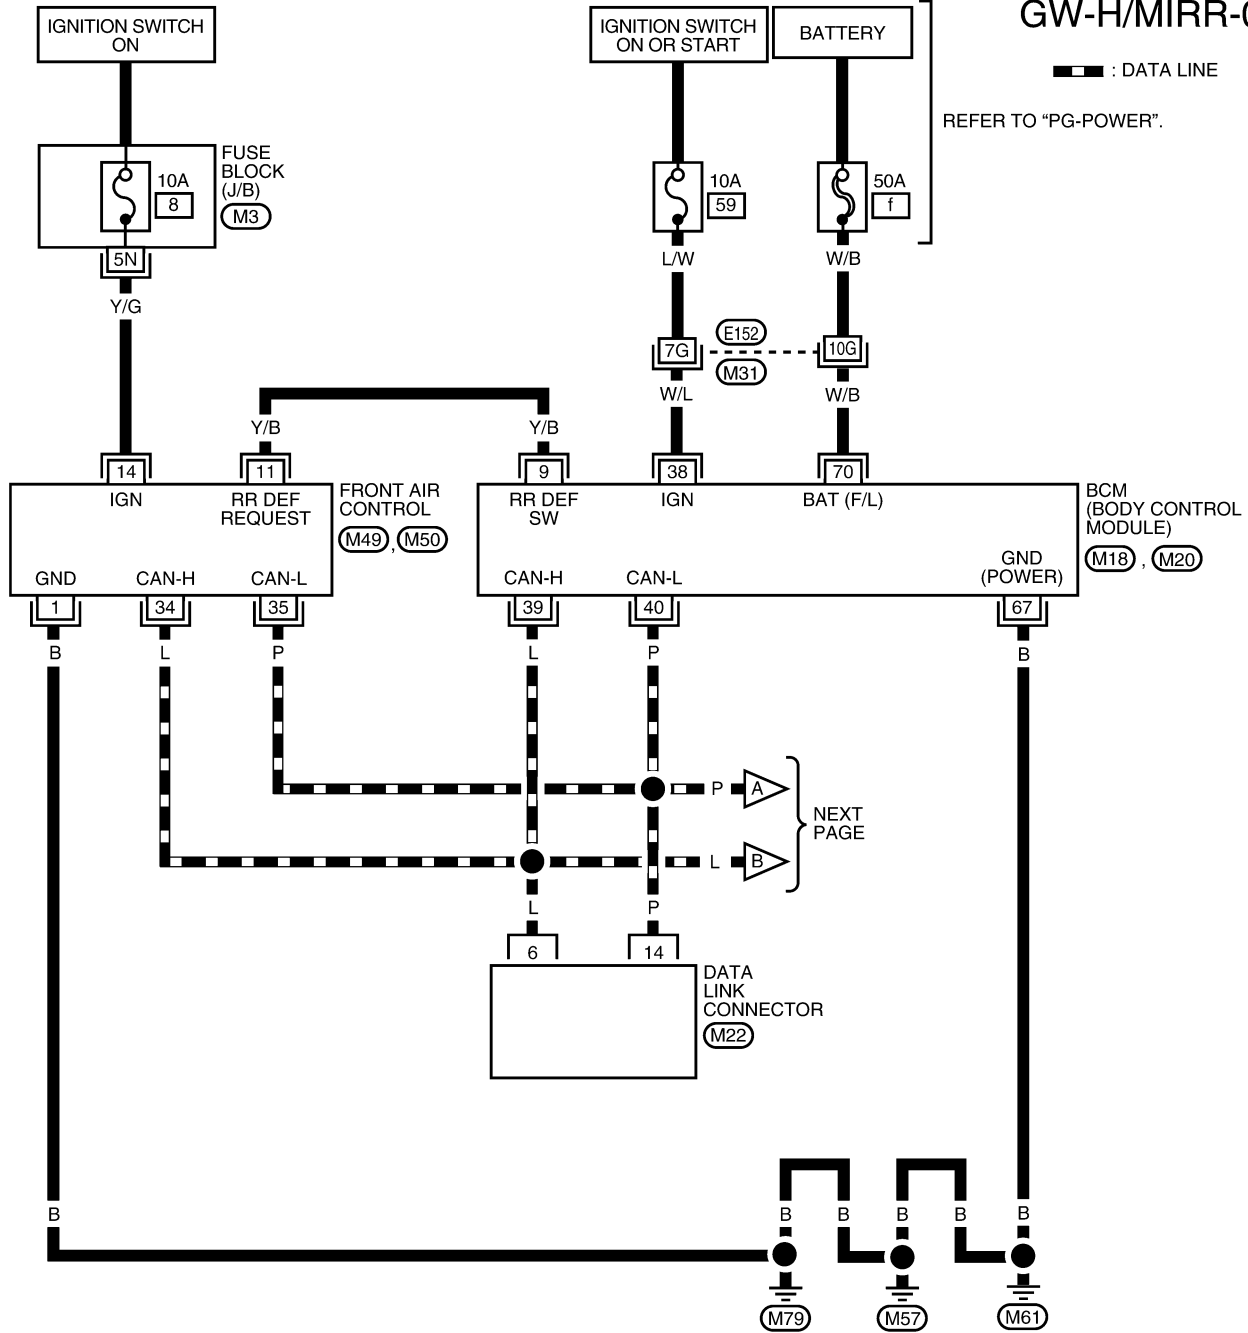 GW-H/MIRR-
IGNITION SWITCH
ON
IGNITION SWITCH
ON OR START
BATTERY
: DATA LINE
REFER TO “PG-POWER”.
FUSE
BLOCK
(J/B)
M3
10A
8
10A
59
50A
f
5N
Y/G
L/W
W/B
7G
E152
M31
10G
W/L
W/B
Y/B
Y/B
14
11
9
38
70
IGN
RR DEF
REQUEST
FRONT AIR
CONTROL
M49 , M50
RR DEF
SW
IGN
BAT (F/L)
BCM
(BODY CONTROL
MODULE)
M18 , M20
GND
CAN-H
CAN-L
CAN-H
CAN-L
GND
(POWER)
1
34
35
39
40
67
B
L
P
L
P
B
P
A
L
B
NEXT
PAGE
L
P
6
14
DATA
LINK
CONNECTOR
M22
B
B
B
B
B
B
M79
M57
M61